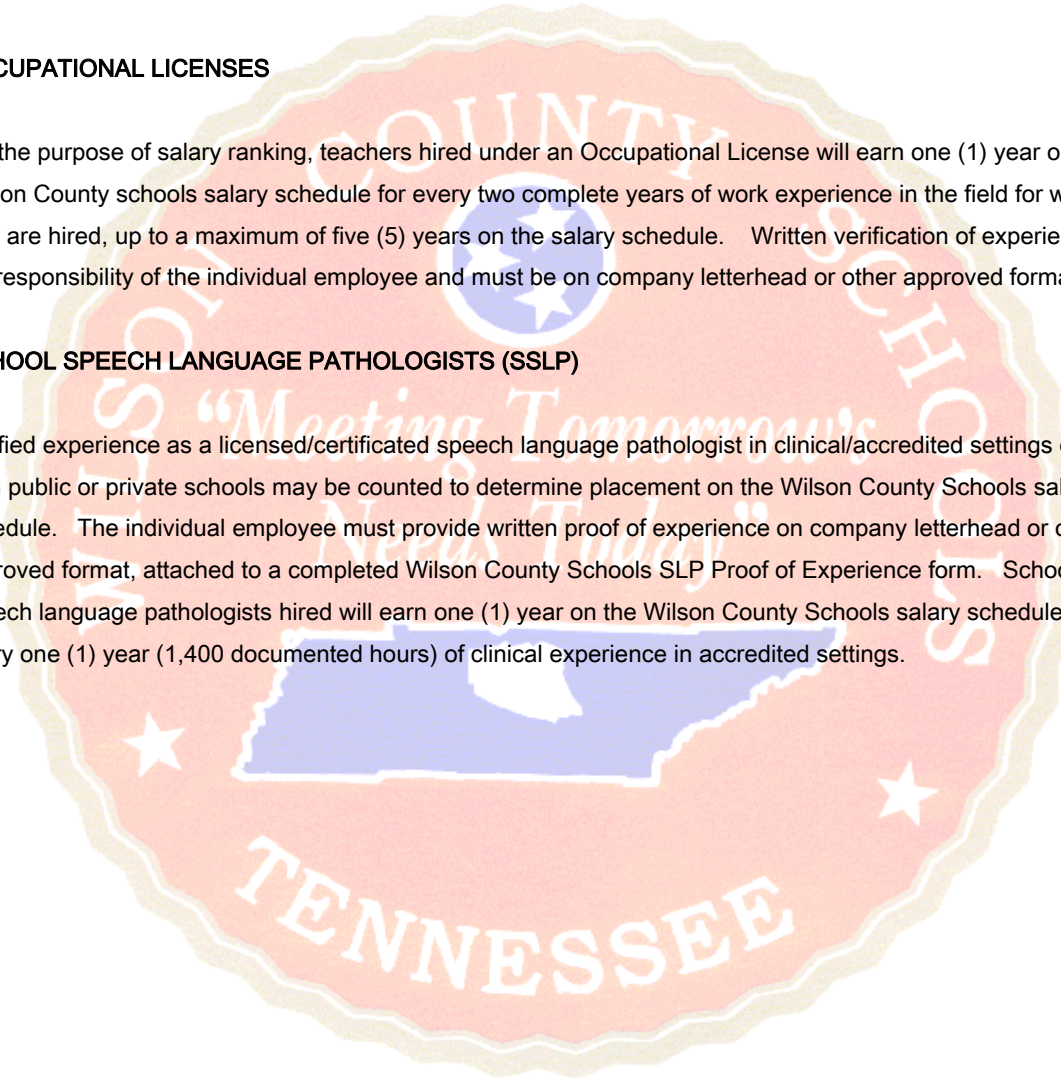 CUPATIONAL LICENSES
the purpose of salary ranking, teachers hired under an Occupational License will earn one (1) year o
on County schools salary schedule for every two complete years of work experience in the field for w
are hired, up to a maximum of five (5) years on the salary schedule. Written verification of experie
responsibility of the individual employee and must be on company letterhead or other approved forma
HOOL SPEECH LANGUAGE PATHOLOGISTS (SSLP)
fied experience as a licensed/certificated speech language pathologist in clinical/accredited settings
public or private schools may be counted to determine placement on the Wilson County Schools sal
edule. The individual employee must provide written proof of experience on company letterhead or
roved format, attached to a completed Wilson County Schools SLP Proof of Experience form. Schoo
ech language pathologists hired will earn one (1) year on the Wilson County Schools salary schedule
ry one (1) year (1,400 documented hours) of clinical experience in accredited settings.
WILSON COUNTY SCHOOLS
"Meeting Tomorrow's
Needs Today"
TENNESSEE